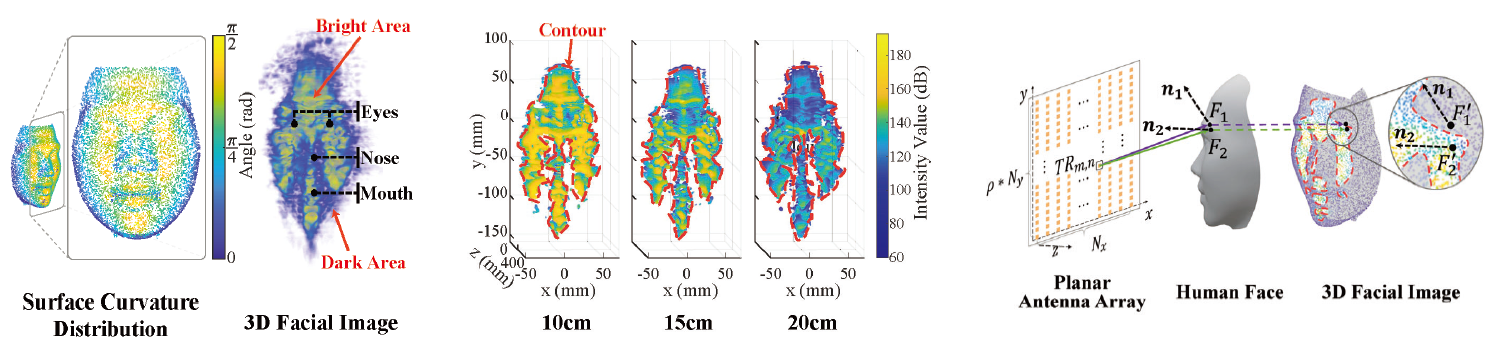 π
2
π
4
0
Angle (rad)
Surface Curvature
Distribution
Bright Area
Eyes
Nose
Mouth
Dark Area
3D Facial Image
Contour
100
50
0
-50
-100
-150
y (mm)
0
400
z (mm)
-50 0 50
x (mm)
10cm
-50 0 50
x (mm)
15cm
-50 0 50
x (mm)
20cm
180
160
140
120
100
80
60
Intensity Value (dB)
y
ρ * Ny
TRm,n
x
z
Nx
Planar
Antenna Array
n1
F1
n2
F2
Human Face
n1
F1′
n2
F2′
3D Facial Image